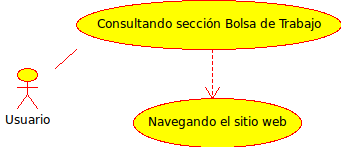 Consultando sección Bolsa de Trabajo
Usuario
Navegando el sitio web